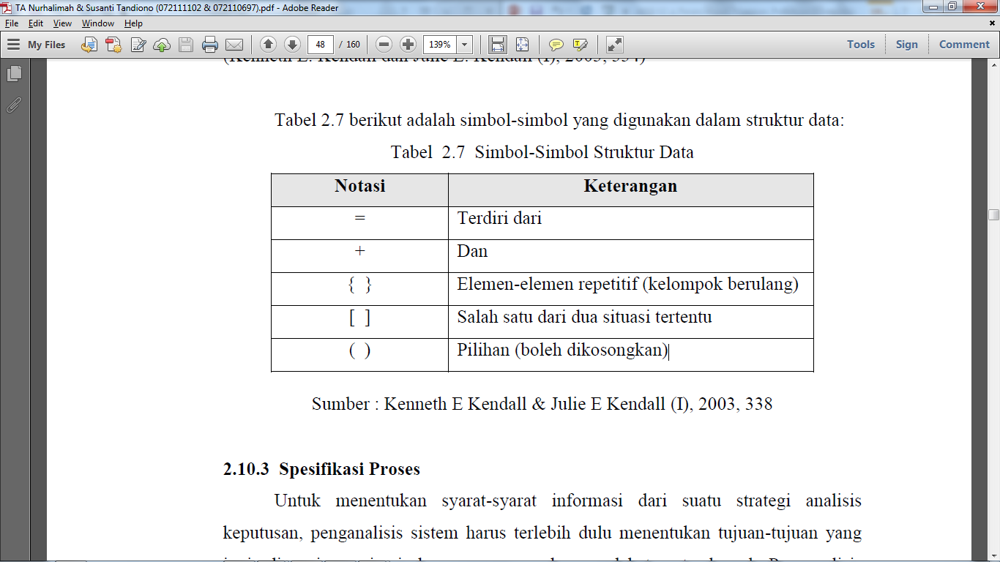 TA Nurhalimah & Susanti Tandiono (072111102 & 072110697).pdf - Adobe Reader
File Edit View Window Help
My Files 48 / 160 139% Tools Sign Comment
(Kenneth E. Kendall dan Julie E. Kendall (I), 2003, 334)
Tabel 2.7 berikut adalah simbol-simbol yang digunakan dalam struktur data:
Tabel 2.7 Simbol-Simbol Struktur Data
Notasi Keterangan
= Terdiri dari
+ Dan
{ } Elemen-elemen repetitif (kelompok berulang)
[ ] Salah satu dari dua situasi tertentu
( ) Pilihan (boleh dikosongkan)
Sumber : Kenneth E Kendall & Julie E Kendall (I), 2003, 338
2.10.3 Spesifikasi Proses
Untuk menentukan syarat-syarat informasi dari suatu strategi analisis
keputusan, penganalisis sistem harus terlebih dulu menentukan tujuan-tujuan yang